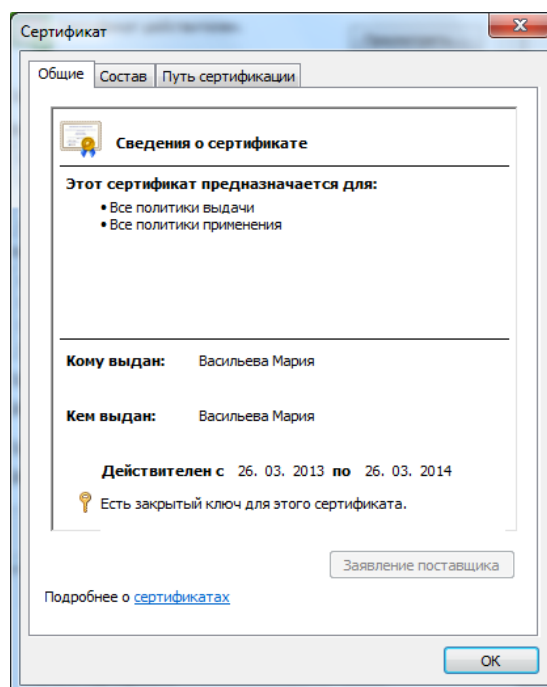 Сертификат
Общие Состав Путь сертификации
Сведения о сертификате
Этот сертификат предназначается для:
• Все политики выдачи
• Все политики применения
Кому выдан: Васильева Мария
Кем выдан: Васильева Мария
Действителен с 26. 03. 2013 по 26. 03. 2014
Есть закрытый ключ для этого сертификата.
Заявление поставщика
Подробнее о сертификатах
ОК